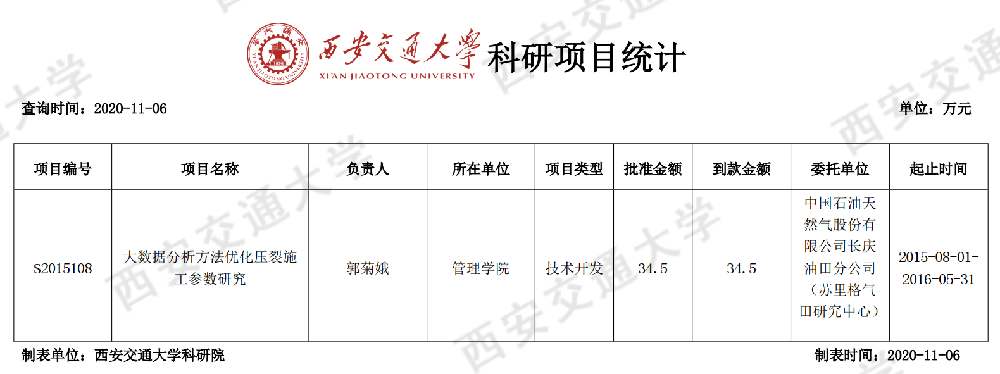 西安交通大学 科研项目统计
XI'AN JIAOTONG UNIVERSITY
查询时间：2020-11-06 单位：万元
项目编号 项目名称 负责人 所在单位 项目类型 批准金额 到款金额 委托单位 起止时间
S2015108
大数据分析方法优化压裂施
工参数研究
郭菊娥
管理学院
技术开发
34.5
34.5
中国石油天
然气股份有
限公司长庆
油田分公司
（苏里格气
田研究中心）
2015-08-01-
2016-05-31
制表单位：西安交通大学科研院 制表时间：2020-11-06